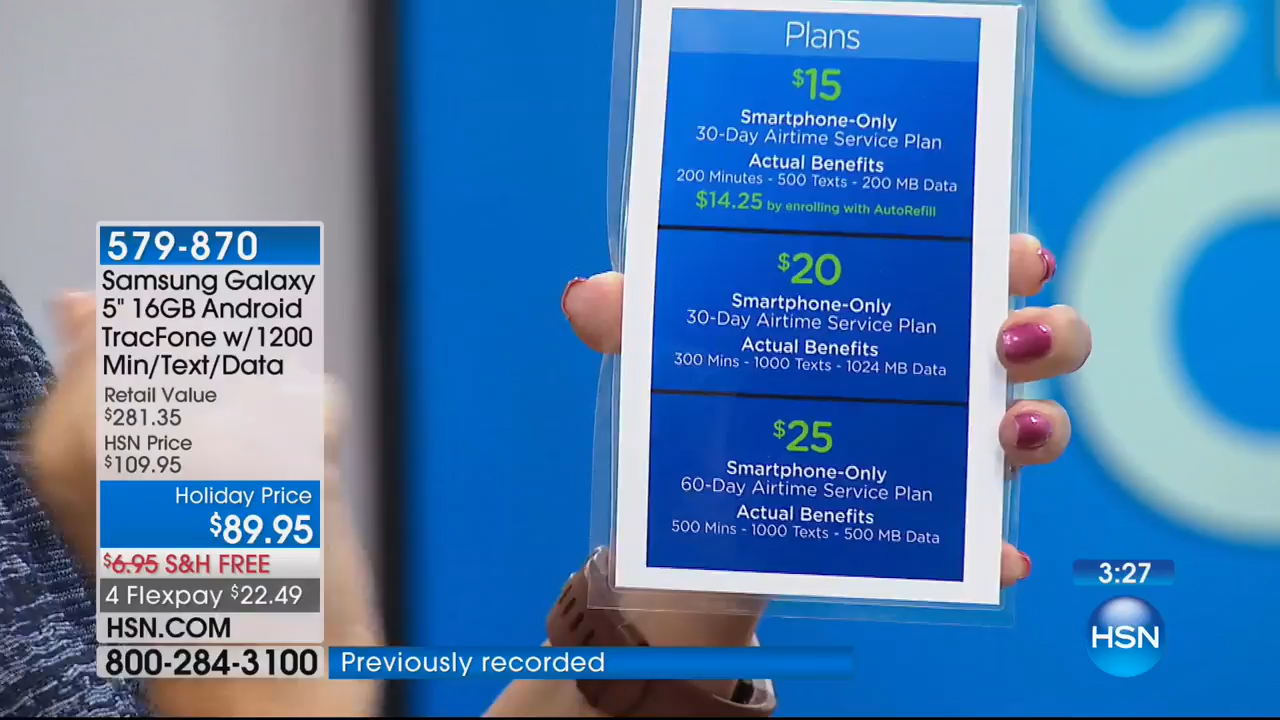 Plans
$15
Smartphone-Only
30-Day Airtime Service Plan
Actual Benefits
200 Minutes - 500 Texts - 200 MB Data
$14.25 by enrolling with AutoRefill
$20
Smartphone-Only
30-Day Airtime Service Plan
Actual Benefits
300 Mins - 1000 Texts - 1024 MB Data
$25
Smartphone-Only
60-Day Airtime Service Plan
Actual Benefits
500 Mins - 1000 Texts - 500 MB Data
579-870
Samsung Galaxy
5" 16GB Android
TracFone w/1200
Min/Text/Data
Retail Value
$281.35
HSN Price
$109.95
Holiday Price
$89.95
$6.95 S&H FREE
4 Flexpay $22.49
HSN.COM
800-284-3100
Previously recorded
3:27
HSN